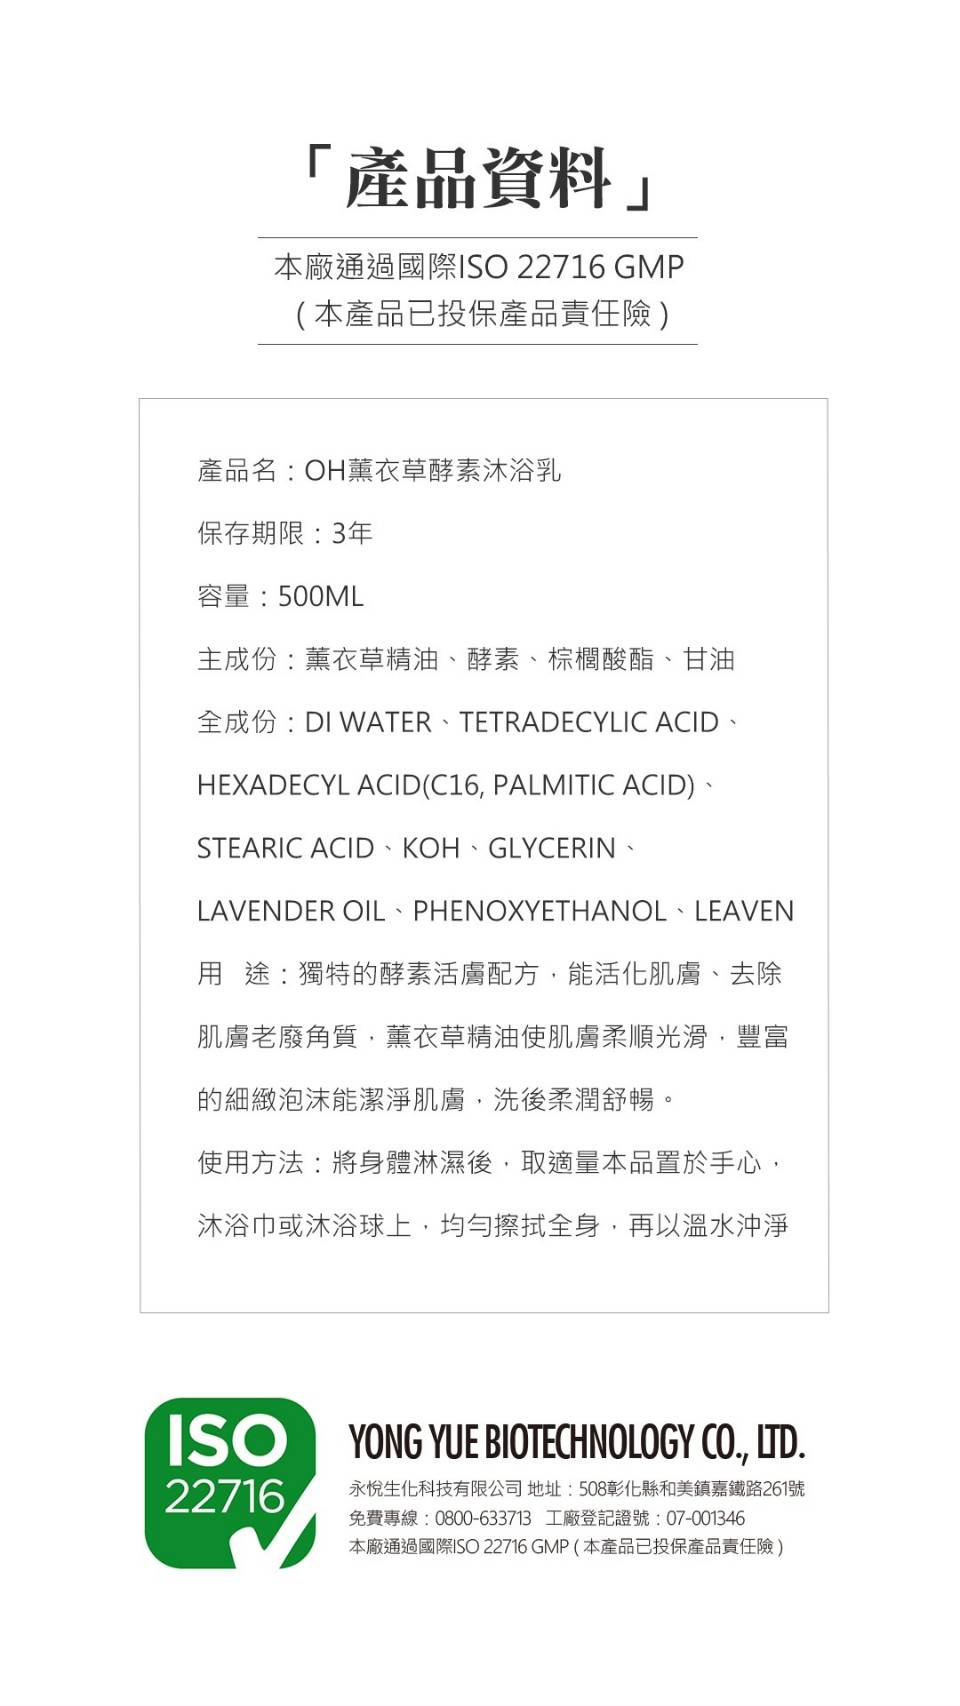 「產品資料」
本廠通過國際ISO 22716 GMP
(本產品已投保產品責任險)
產品名：OH薰衣草酵素沐浴乳
保存期限：3年
容量：500ML
主成份：薰衣草精油、酵素、棕櫚酸酯、甘油
全成份：DI WATER、TETRADECYLIC ACID、
HEXADECYL ACID(C16, PALMITIC ACID)、
STEARIC ACID、KOH、GLYCERIN、
LAVENDER OIL、PHENOXYETHANOL、LEAVEN
用 途：獨特的酵素活膚配方，能活化肌膚、去除
肌膚老廢角質，薰衣草精油使肌膚柔順光滑，豐富
的細緻泡沫能潔淨肌膚，洗後柔潤舒暢。
使用方法：將身體淋濕後，取適量本品置於手心，
沐浴巾或沐浴球上，均勻擦拭全身，再以溫水沖淨
ISO
22716
YONG YUE BIOTECHNOLOGY CO., LTD.
永悅生化科技有限公司 地址：508彰化縣和美鎮嘉鐵路261號
免費專線：0800-633713 工廠登記證號：07-001346
本廠通過國際ISO 22716 GMP (本產品已投保產品責任險)